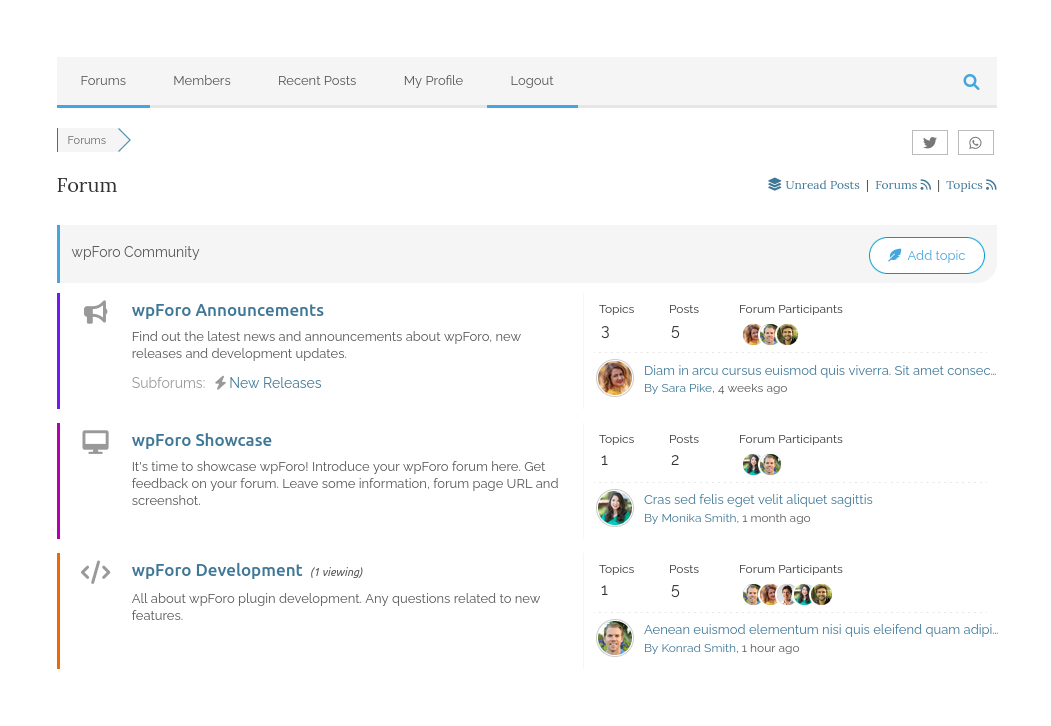 Forums Members Recent Posts My Profile Logout
Forums
Forum
Unread Posts | Forums | Topics
wpForo Community
Add topic
wpForo Announcements
Find out the latest news and announcements about wpForo, new
releases and development updates.
Subforums: New Releases
Topics Posts Forum Participants
3 5
Diam in arcu cursus euismod quis viverra. Sit amet consec...
By Sara Pike, 4 weeks ago
wpForo Showcase
It's time to showcase wpForo! Introduce your wpForo forum here. Get
feedback on your forum. Leave some information, forum page URL and
screenshot.
Topics Posts Forum Participants
1 2
Cras sed felis eget velit aliquet sagittis
By Monika Smith, 1 month ago
wpForo Development (1 viewing)
All about wpForo plugin development. Any questions related to new
features.
Topics Posts Forum Participants
1 5
Aenean euismod elementum nisi quis eleifend quam adipi...
By Konrad Smith, 1 hour ago